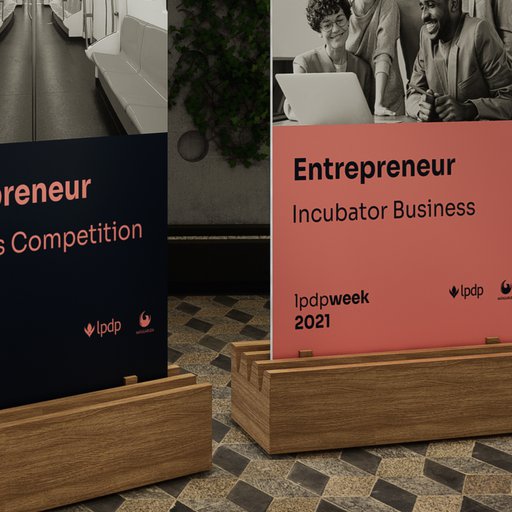 preneur
s Competition
lpdp
Entrepreneur
Incubator Business
lpdpweek
2021
lpdp